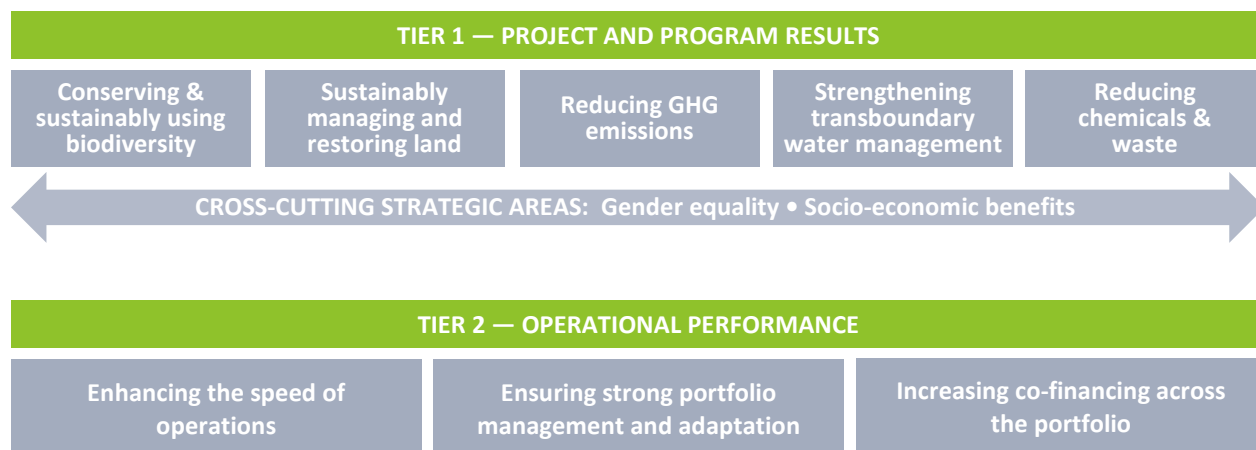 TIER 1 — PROJECT AND PROGRAM RESULTS
Conserving &
sustainably using
biodiversity
Sustainably
managing and
restoring land
Reducing GHG
emissions
Strengthening
transboundary
water management
Reducing
chemicals &
waste
CROSS-CUTTING STRATEGIC AREAS: Gender equality • Socio-economic benefits
TIER 2 — OPERATIONAL PERFORMANCE
Enhancing the speed of
operations
Ensuring strong portfolio
management and adaptation
Increasing co-financing across
the portfolio